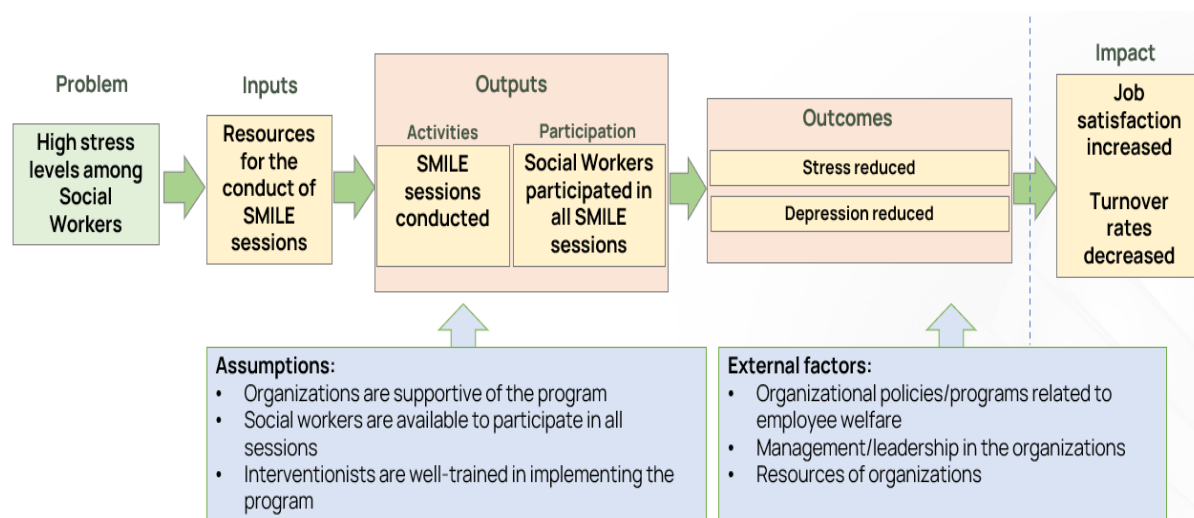 Problem
High stress
levels among
Social
Workers
Inputs
Resources
for the
conduct of
SMILE
sessions
Outputs
Activities
SMILE
sessions
conducted
Participation
Social Workers
participated in
all SMILE
sessions
Outcomes
Stress reduced
Depression reduced
Impact
Job
satisfaction
increased
Turnover
rates
decreased
Assumptions:
• Organizations are supportive of the program
• Social workers are available to participate in all
sessions
• Interventionists are well-trained in implementing the
program
External factors:
• Organizational policies/programs related to
employee welfare
• Management/leadership in the organizations
• Resources of organizations